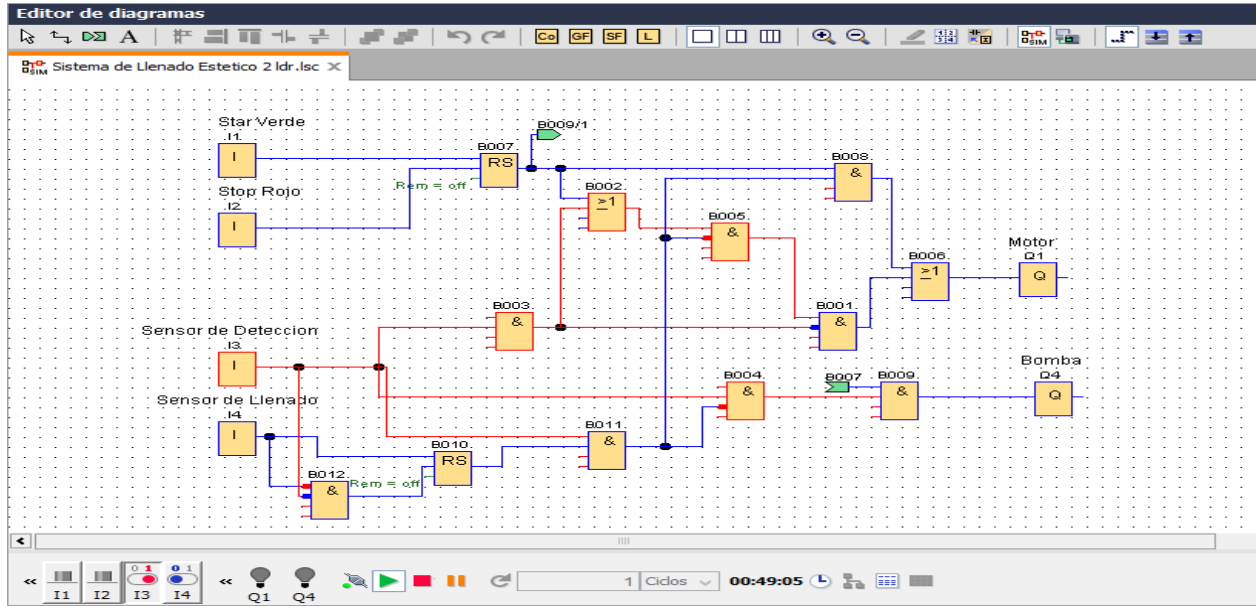 Editor de diagramas
A Co GF SF L
Sistema de Llenado Estetico 2 ldr.lsc
Star Verde
I1
I
Stop Rojo
I2
I
B007
RS
Rem = off
B009/1
B002
>1
B005
&
B008
&
B006
>1
Motor
Q1
Q
B003
&
B001
&
Sensor de Deteccion
I3
I
Sensor de Llenado
I4
I
B004
&
B007
B009
&
Bomba
Q4
Q
B011
&
B010
RS
Rem = off
B012
&
« I1 I2 0 1 I3 0 1 I4 « Q1 Q4 1 Ciclos 00:49:05